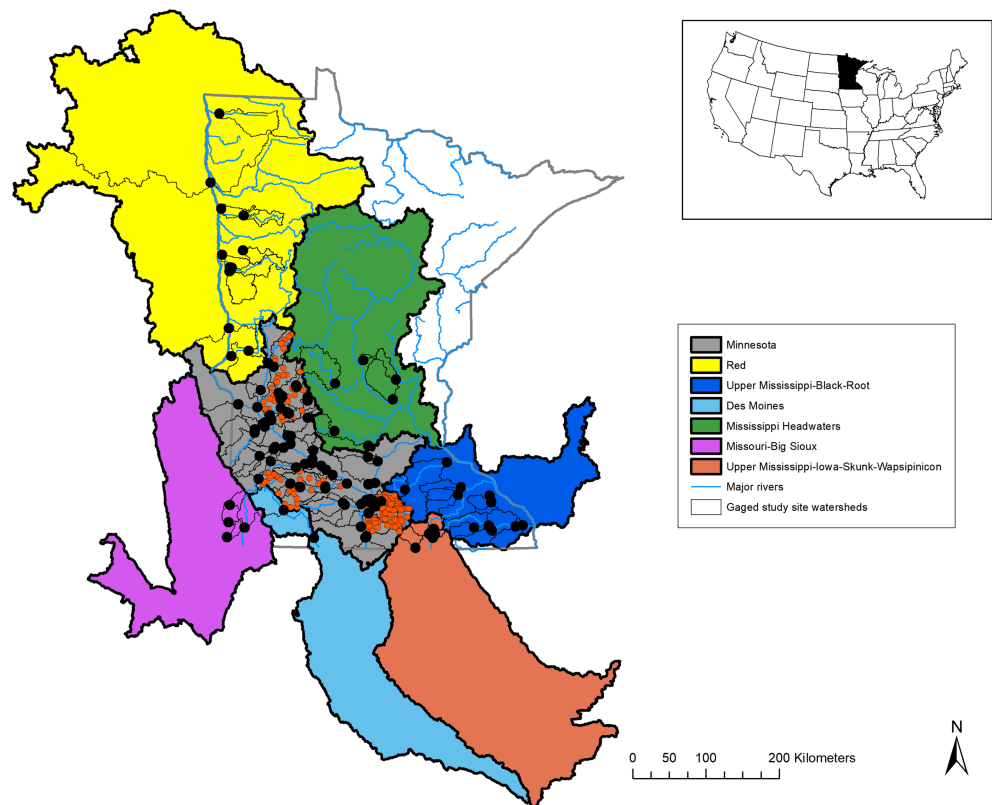 Minnesota
Red
Upper Mississippi-Black-Root
Des Moines
Mississippi Headwaters
Missouri-Big Sioux
Upper Mississippi-Iowa-Skunk-Wapsipinicon
Major rivers
Gaged study site watersheds
N
0 50 100 200 Kilometers